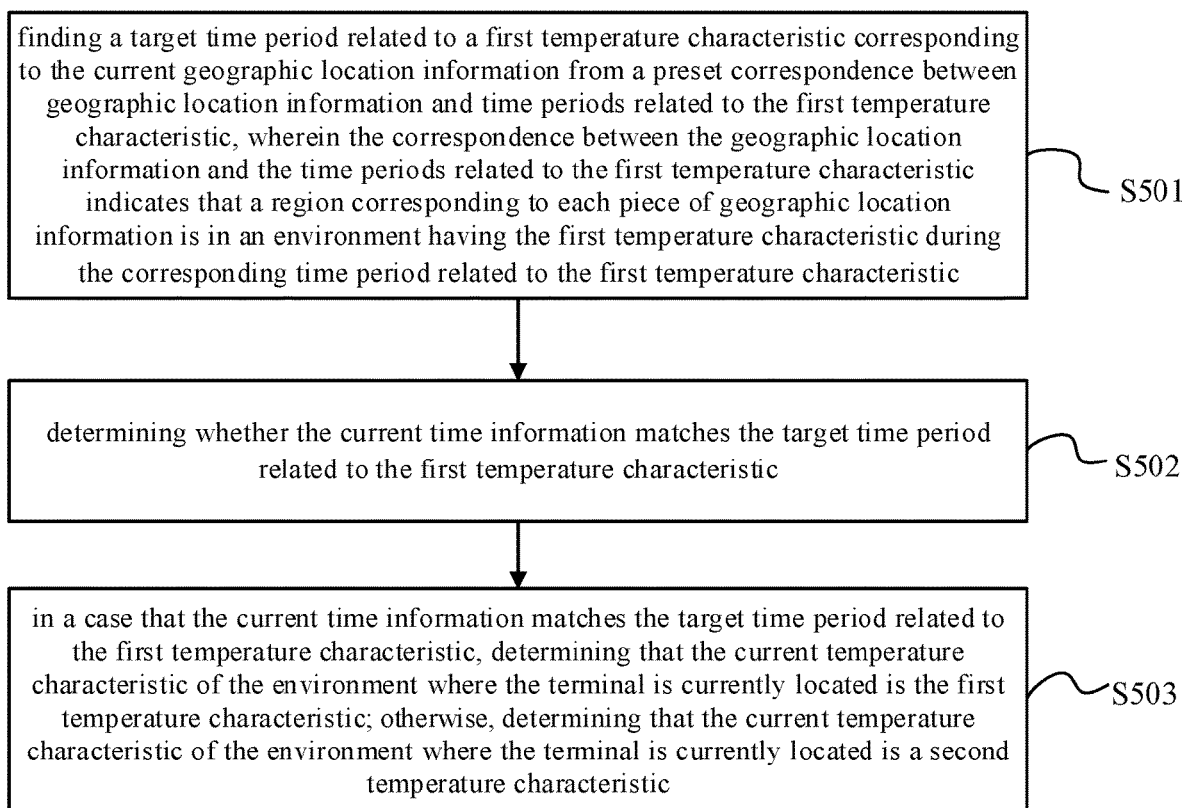 finding a target time period related to a first temperature characteristic corresponding
to the current geographic location information from a preset correspondence between
geographic location information and time periods related to the first temperature
characteristic, wherein the correspondence between the geographic location
information and the time periods related to the first temperature characteristic
indicates that a region corresponding to each piece of geographic location
information is in an environment having the first temperature characteristic during
the corresponding time period related to the first temperature characteristic
S501
determining whether the current time information matches the target time period
related to the first temperature characteristic
S502
in a case that the current time information matches the target time period related to
the first temperature characteristic, determining that the current temperature
characteristic of the environment where the terminal is currently located is the first
temperature characteristic; otherwise, determining that the current temperature
characteristic of the environment where the terminal is currently located is a second
temperature characteristic
S503